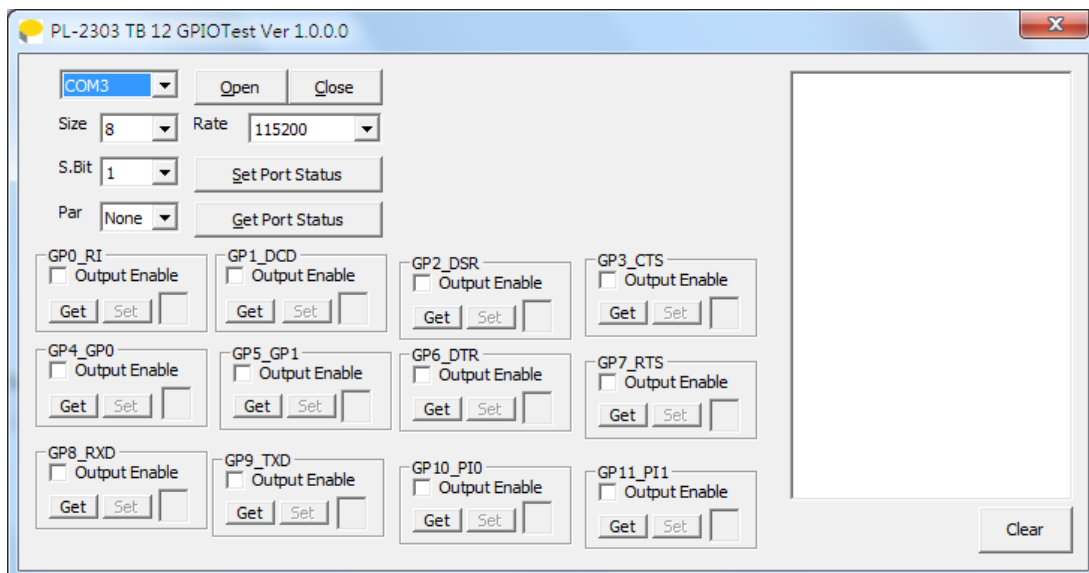 PL-2303 TB 12 GPIOTest Ver 1.0.0.0
COM3 Open Close
Size 8 Rate 115200
S.Bit 1 Set Port Status
Par None Get Port Status
GP0_RI GP1_DCD GP2_DSR GP3_CTS
Output Enable Output Enable Output Enable Output Enable
Get Set Get Set Get Set Get Set
GP4_GP0 GP5_GP1 GP6_DTR GP7_RTS
Output Enable Output Enable Output Enable Output Enable
Get Set Get Set Get Set Get Set
GP8_RXD GP9_TXD GP10_PI0 GP11_PI1
Output Enable Output Enable Output Enable Output Enable
Get Set Get Set Get Set Get Set
Clear